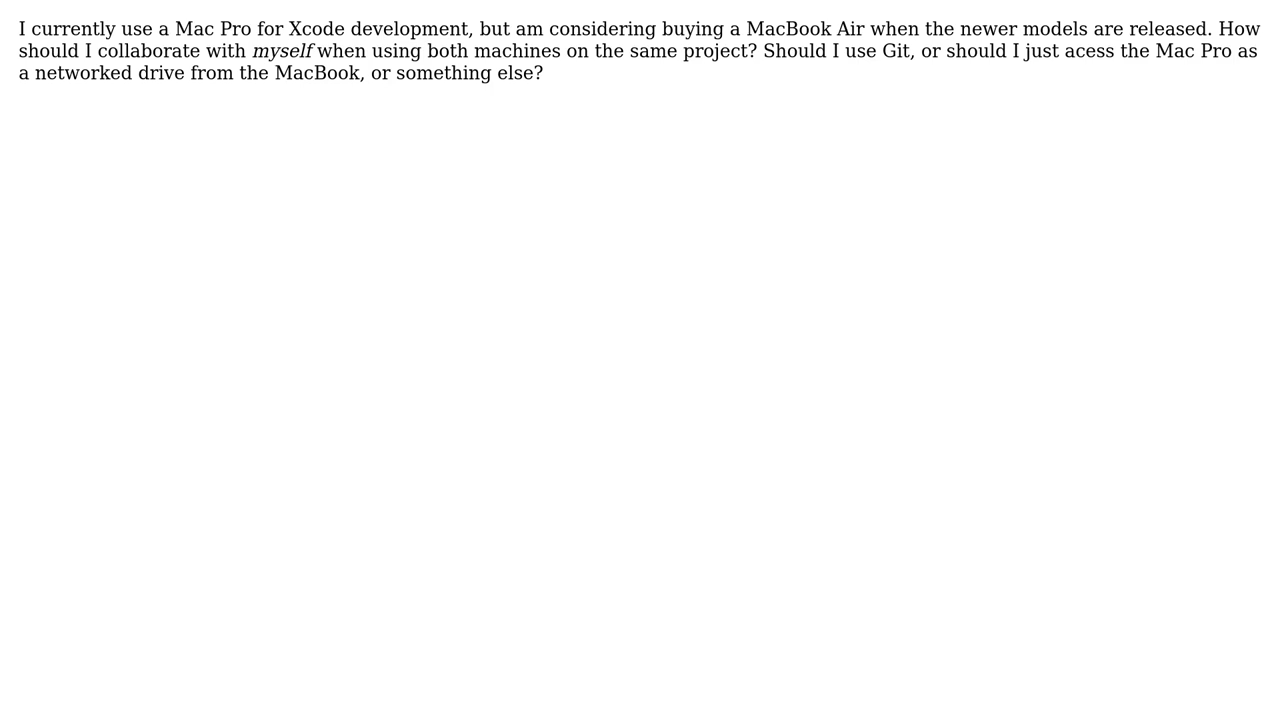 I currently use a Mac Pro for Xcode development, but am considering buying a MacBook Air when the newer models are released. How
should I collaborate with myself when using both machines on the same project? Should I use Git, or should I just acess the Mac Pro as
a networked drive from the MacBook, or something else?